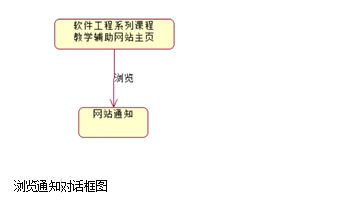 软件工程系列课程
教学辅助网站主页
浏览
网站通知
浏览通知对话框图